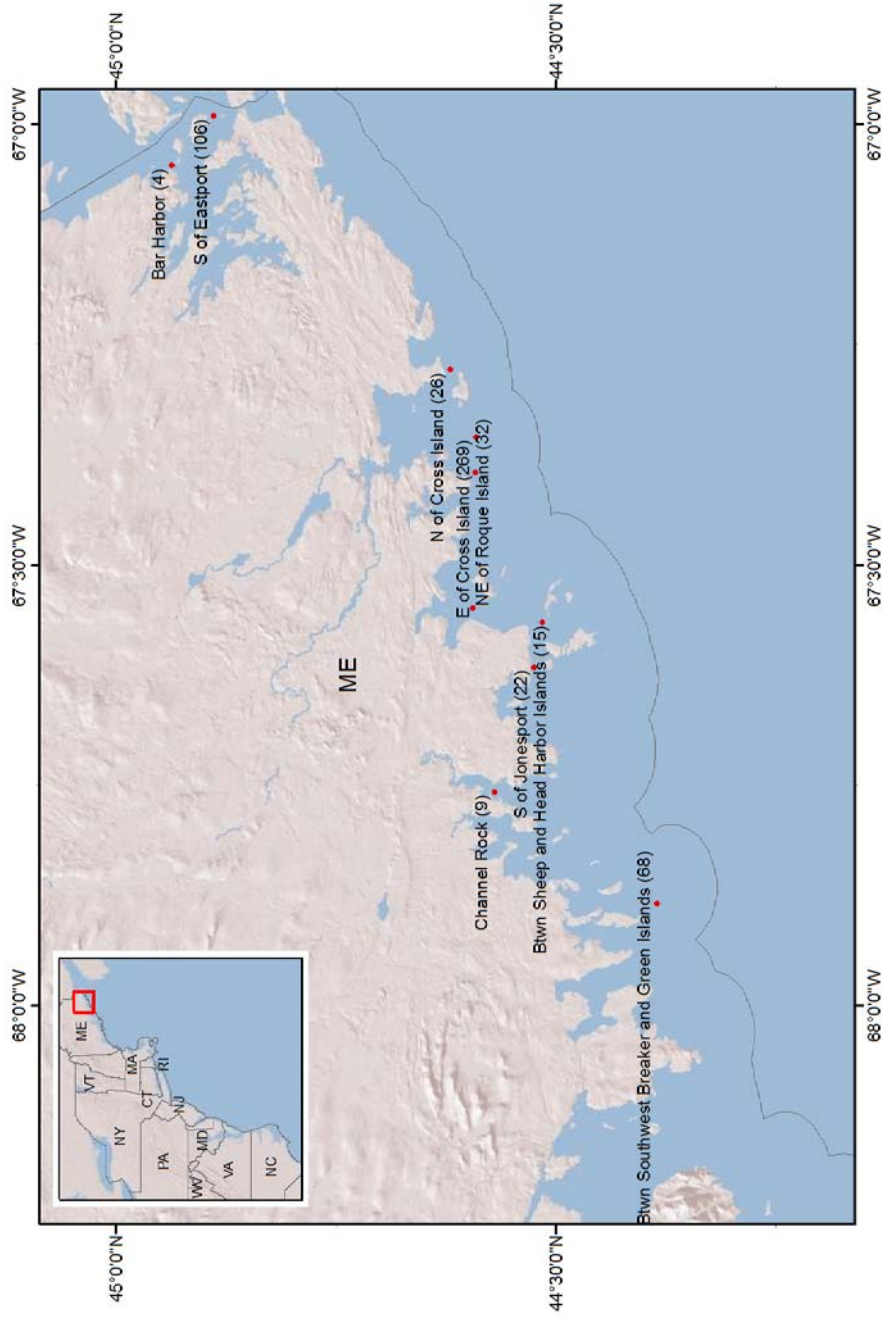 67°0'0"W
67°30'0"W
68°0'0"W
45°0'0"N
44°30'0"N
45°0'0"N
44°30'0"N
ME
VT
NY
MA
CT
RI
PA
NJ
MD
WV
VA
NC
ME
Bar Harbor (4)
S of Eastport (106)
N of Cross Island (26)
E of Cross Island (269)
NE of Roque Island (32)
Channel Rock (9)
S of Jonesport (22)
Btwn Sheep and Head Harbor Islands (15)
Btwn Southwest Breaker and Green Islands (68)
68°0'0"W
67°30'0"W
67°0'0"W